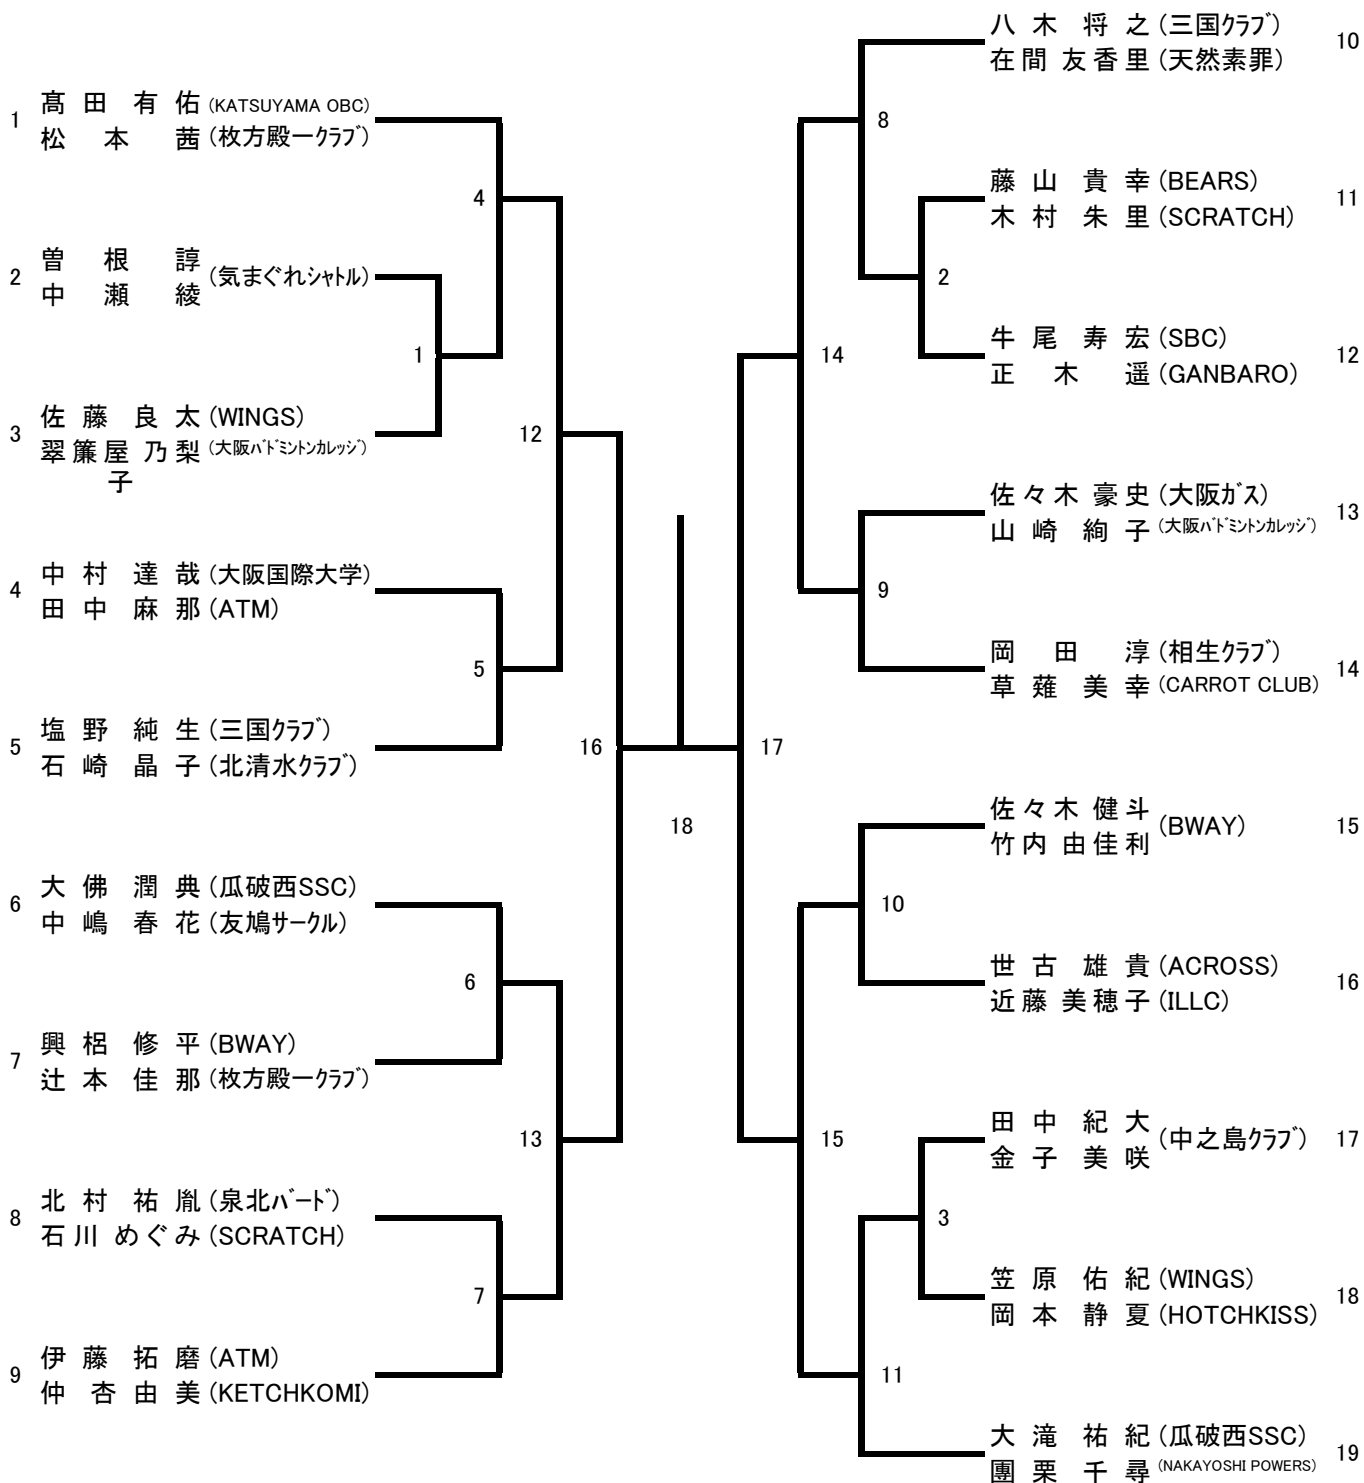 1 髙田 有佑 (KATSUYAMA OBC)
松本 茜 (枚方殿一ｸﾗﾌﾞ)
2 曽根 諄 (気まぐれｼｬﾄﾙ)
中瀬 綾
1
3 佐藤 良太 (WINGS)
翠簾屋 乃梨子 (大阪ﾊﾞﾄﾞﾐﾝﾄﾝｶﾚｯｼﾞ)
4
12
4 中村 達哉 (大阪国際大学)
田中 麻那 (ATM)
5
5 塩野 純生 (三国ｸﾗﾌﾞ)
石崎 晶子 (北清水ｸﾗﾌﾞ)
16
18
6 大佛 潤典 (瓜破西SSC)
中嶋 春花 (友鳩ｻｰｸﾙ)
6
7 興梠 修平 (BWAY)
辻本 佳那 (枚方殿一ｸﾗﾌﾞ)
13
8 北村 祐胤 (泉北ﾊﾞｰﾄﾞ)
石川 めぐみ (SCRATCH)
7
9 伊藤 拓磨 (ATM)
仲 杏由美 (KETCHKOMI)
八木 将之 (三国ｸﾗﾌﾞ) 10
在間 友香里 (天然素罪)
8
藤山 貴幸 (BEARS) 11
木村 朱里 (SCRATCH)
2
牛尾 寿宏 (SBC) 12
正木 遥 (GANBARO)
14
佐々木 豪史 (大阪ｶﾞｽ) 13
山崎 絢子 (大阪ﾊﾞﾄﾞﾐﾝﾄﾝｶﾚｯｼﾞ)
9
岡田 淳 (相生ｸﾗﾌﾞ) 14
草薙 美幸 (CARROT CLUB)
17
佐々木 健斗 (BWAY) 15
竹内 由佳利
10
世古 雄貴 (ACROSS) 16
近藤 美穂子 (ILLC)
15
田中 紀大 (中之島ｸﾗﾌﾞ) 17
金子 美咲
3
笠原 佑紀 (WINGS) 18
岡本 静夏 (HOTCHKISS)
11
大滝 祐紀 (瓜破西SSC) 19
團栗 千尋 (NAKAYOSHI POWERS)